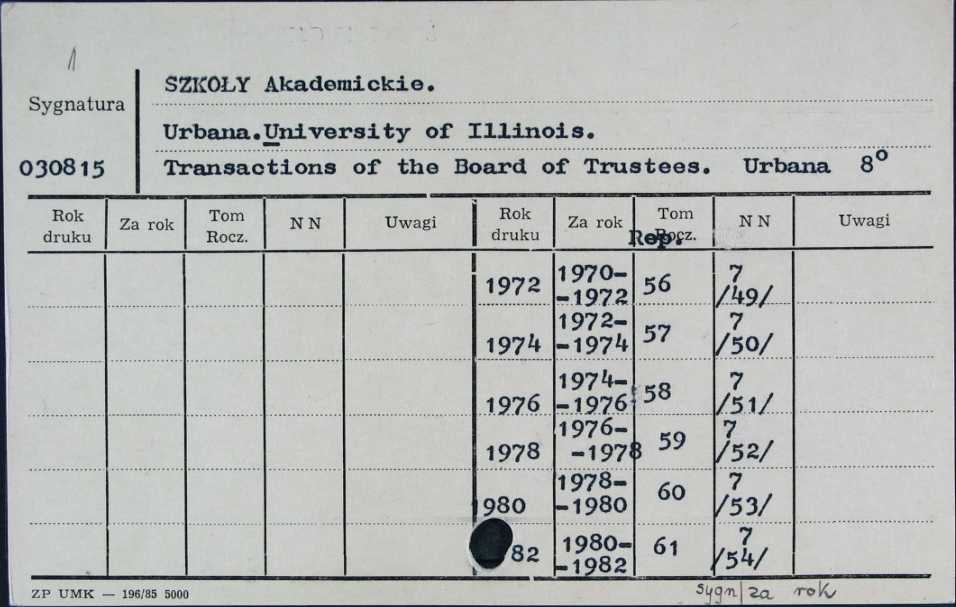 1
SZKOŁY Akademickie.
Sygnatura
Urbana.University of Illinois.
030815
Transactions of the Board of Trustees. Urbana 8°
Rok druku Za rok Tom Rocz. N N Uwagi Rok druku Za rok Tom Rocz. N N Uwagi
Rep.
1972 1970- -1972 56 7 /49/
1974 1972- -1974 57 7 /50/
1976 1974- -1976 58 7 /51/
1978 1976- -1978 59 7 /52/
1980 1978- -1980 60 7 /53/
82 1980- -1982 61 7 /54/
ZP UMK — 196/85 5000
sygn/za rok